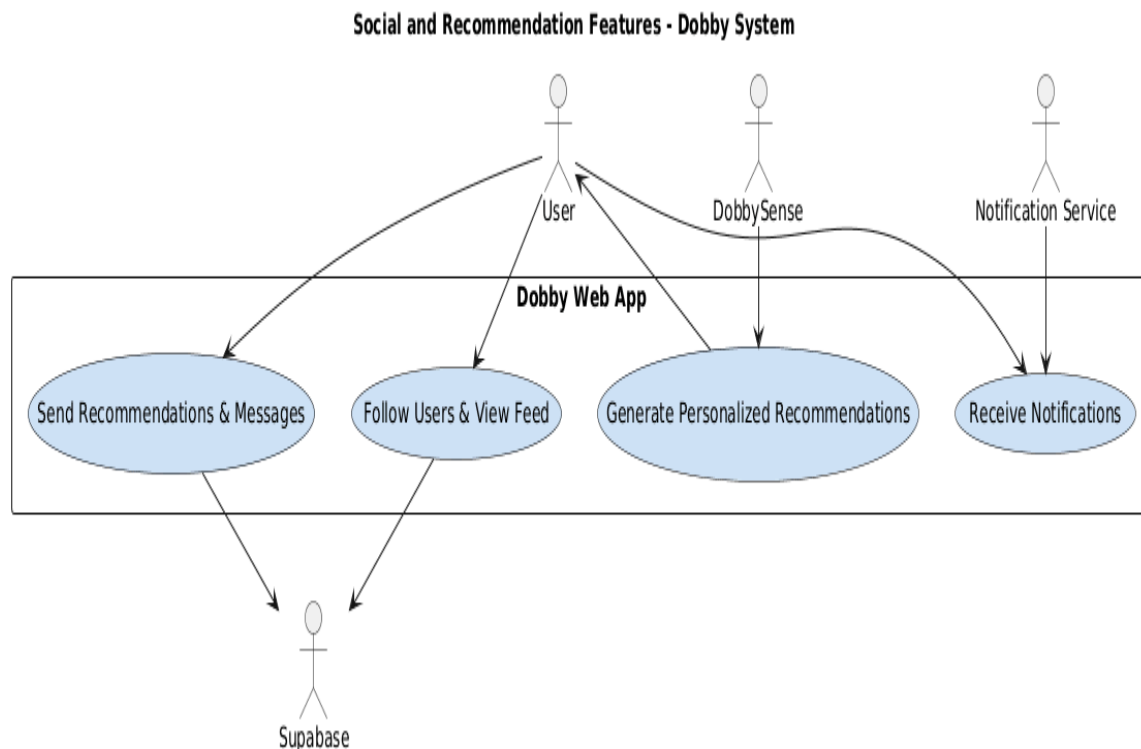 Social and Recommendation Features - Dobby System
User
DobbySense
Notification Service
Dobby Web App
Send Recommendations & Messages
Follow Users & View Feed
Generate Personalized Recommendations
Receive Notifications
Supabase